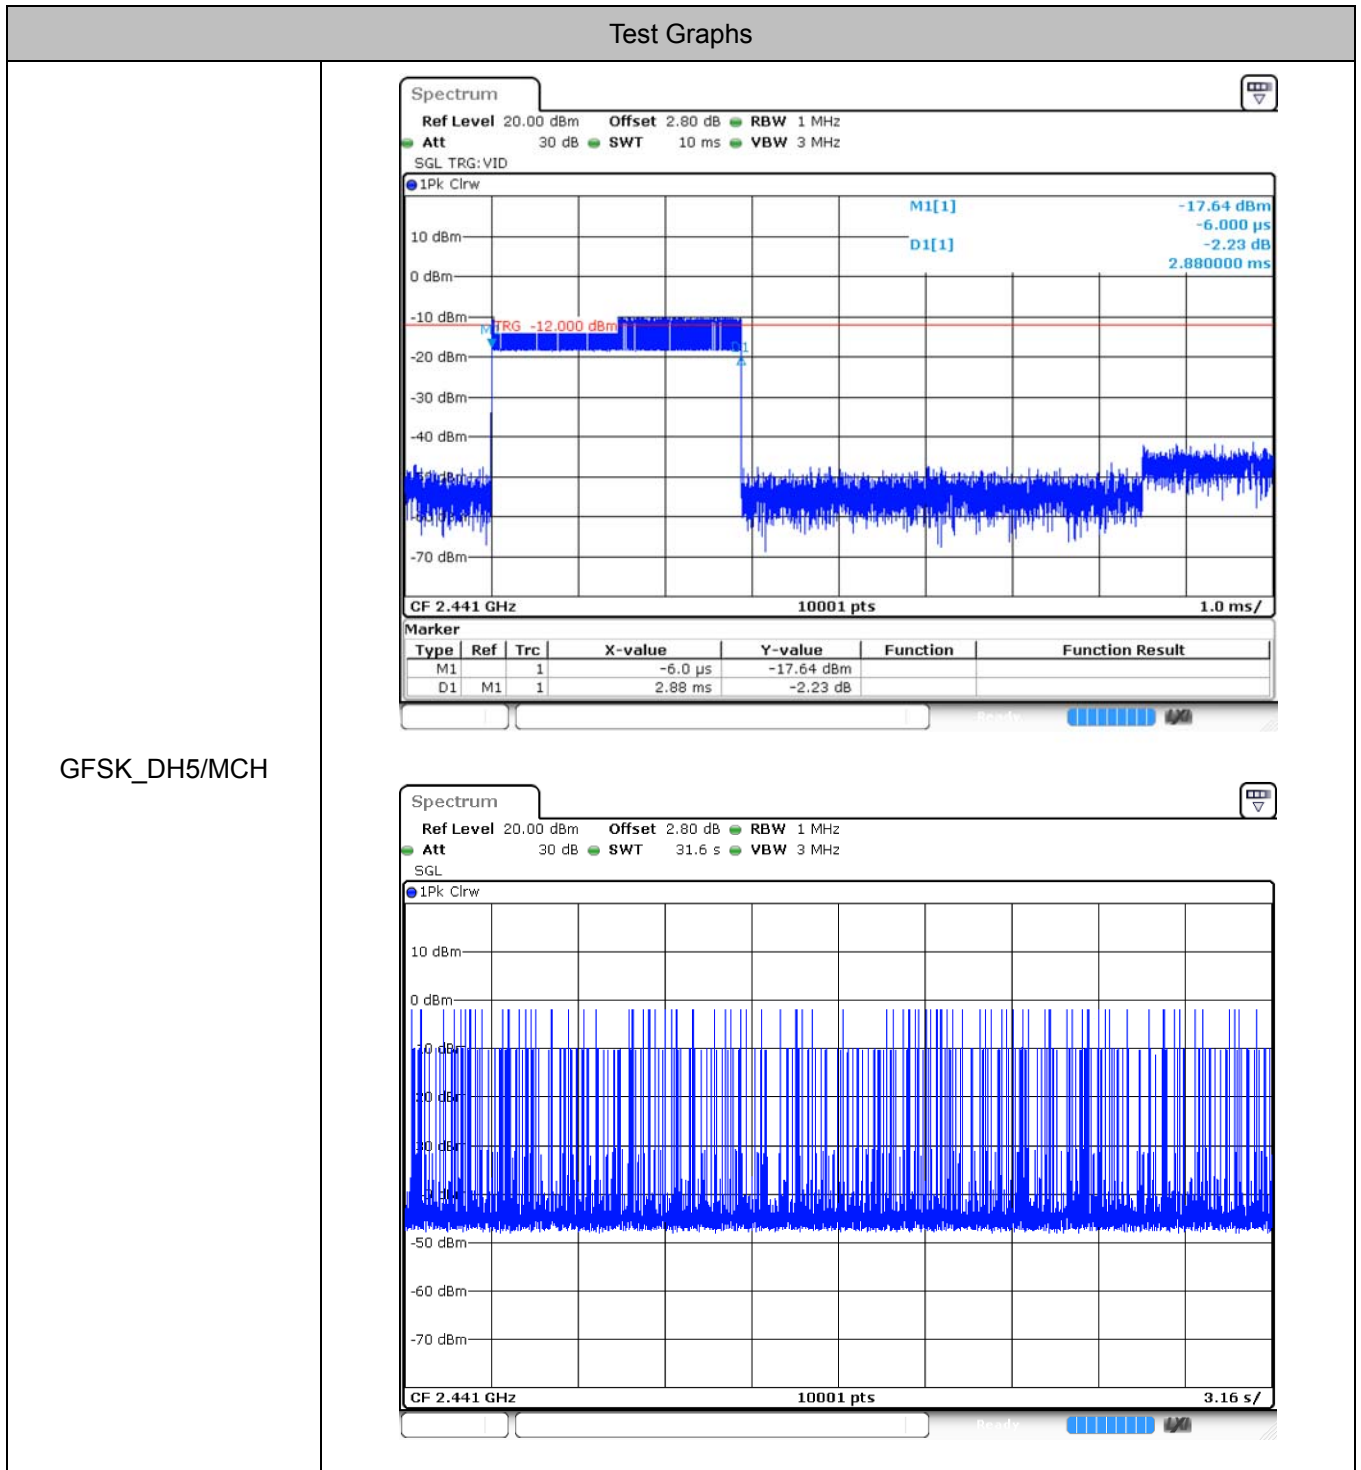 Test Graphs
GFSK_DH5/MCH
Spectrum
Ref Level 20.00 dBm Offset 2.80 dB RBW 1 MHz
Att 30 dB SWT 10 ms VBW 3 MHz
SGL TRG:VID
1Pk Clrw
M1[1] -17.64 dBm
-6.000 µs
D1[1] -2.23 dB
2.880000 ms
10 dBm
0 dBm
-10 dBm
TRG -12.000 dBm
D1
-20 dBm
-30 dBm
-40 dBm
-70 dBm
CF 2.441 GHz 10001 pts 1.0 ms/
Marker
Type Ref Trc X-value Y-value Function Function Result
M1 1 -6.0 µs -17.64 dBm
D1 M1 1 2.88 ms -2.23 dB
Ready
Spectrum
Ref Level 20.00 dBm Offset 2.80 dB RBW 1 MHz
Att 30 dB SWT 31.6 s VBW 3 MHz
SGL
1Pk Clrw
10 dBm
0 dBm
-50 dBm
-60 dBm
-70 dBm
CF 2.441 GHz 10001 pts 3.16 s/
Ready